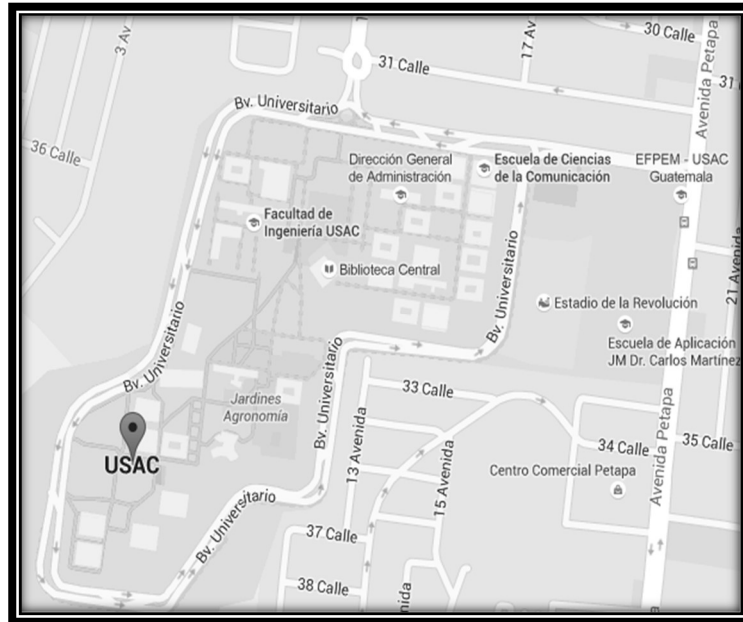 30 Calle
3 Av
17 Av
Avenida Petapa
31 Calle
31
Bv. Universitario
36 Calle
Dirección General
de Administración
Escuela de Ciencias
de la Comunicación
EFPEM - USAC
Guatemala
Facultad de
Ingeniería USAC
Biblioteca Central
Bv. Universitario
21 Avenida
Estadio de la Revolución
Escuela de Aplicación
JM Dr. Carlos Martínez
Bv. Universitario
Bv. Universitario
33 Calle
Jardines
Agronomía
13 Avenida
15 Avenida
34 Calle
35 Calle
Avenida Petapa
USAC
Centro Comercial Petapa
Bv. Universitario
37 Calle
38 Calle
Avenida